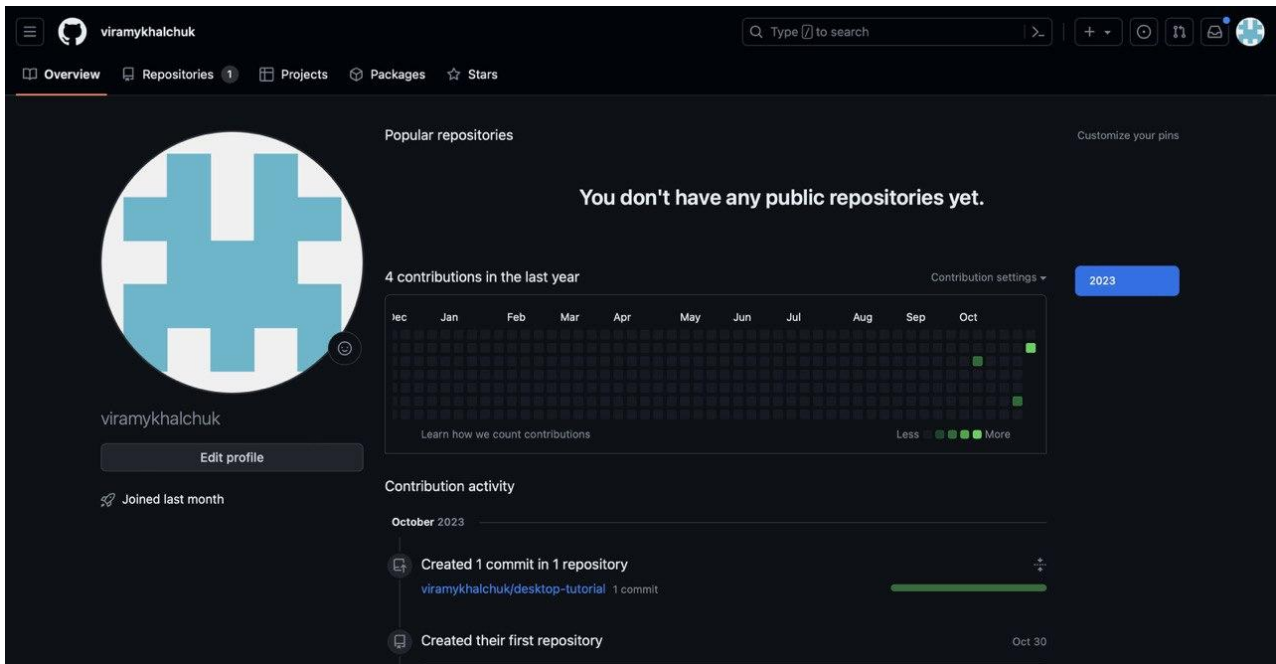 viramykhalchuk
Type / to search
Overview
Repositories 1
Projects
Packages
Stars
Popular repositories
Customize your pins
You don't have any public repositories yet.
4 contributions in the last year
Contribution settings
2023
Dec Jan Feb Mar Apr May Jun Jul Aug Sep Oct
Learn how we count contributions
Less More
viramykhalchuk
Edit profile
Joined last month
Contribution activity
October 2023
Created 1 commit in 1 repository
viramykhalchuk/desktop-tutorial 1 commit
Created their first repository
Oct 30